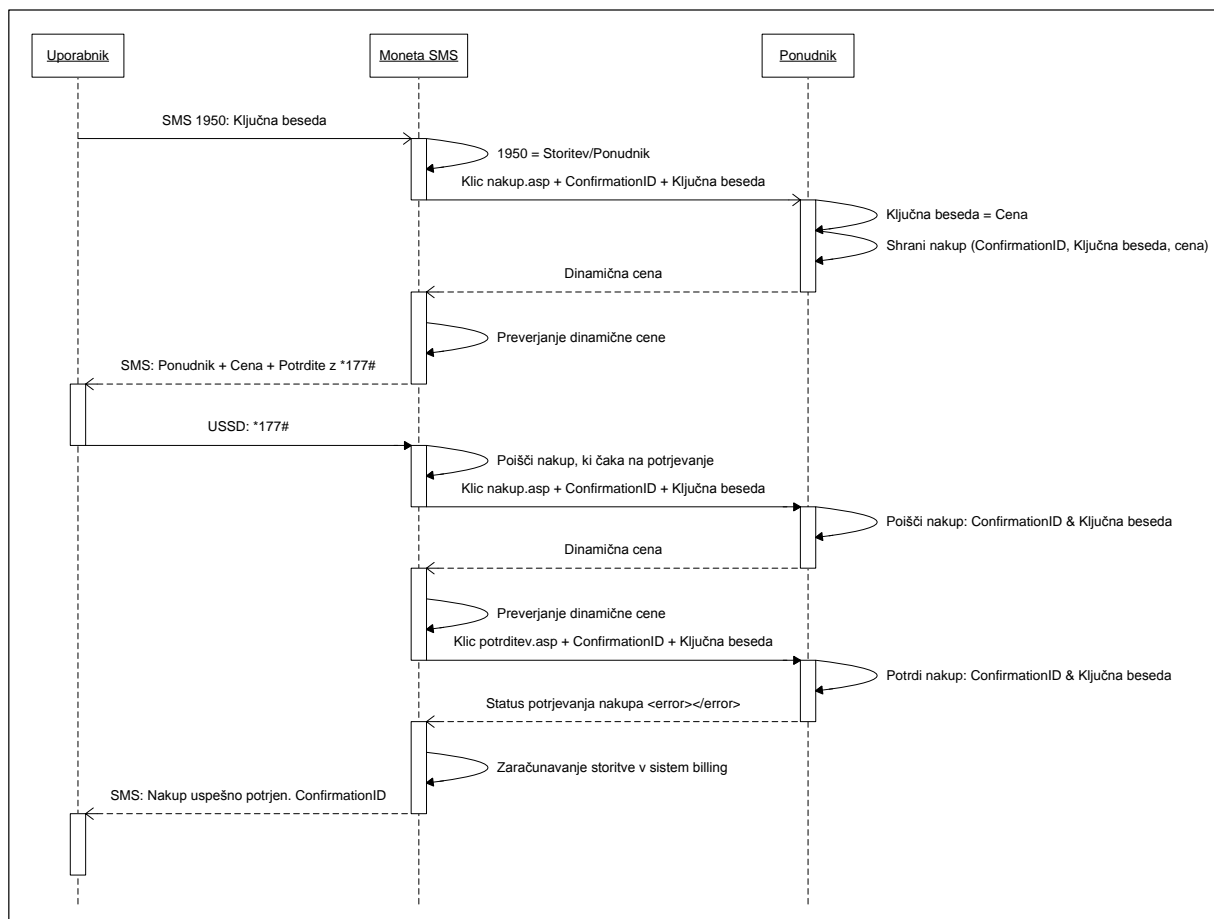 Uporabnik
Moneta SMS
Ponudnik
SMS 1950: Ključna beseda
1950 = Storitev/Ponudnik
Klic nakup.asp + ConfirmationID + Ključna beseda
Ključna beseda = Cena
Shrani nakup (ConfirmationID, Ključna beseda, cena)
Dinamična cena
Preverjanje dinamične cene
SMS: Ponudnik + Cena + Potrdite z *177#
USSD: *177#
Poišči nakup, ki čaka na potrjevanje
Klic nakup.asp + ConfirmationID + Ključna beseda
Poišči nakup: ConfirmationID & Ključna beseda
Dinamična cena
Preverjanje dinamične cene
Klic potrditev.asp + ConfirmationID + Ključna beseda
Potrdi nakup: ConfirmationID & Ključna beseda
Status potrjevanja nakupa <error></error>
Zaračunavanje storitve v sistem billing
SMS: Nakup uspešno potrjen. ConfirmationID